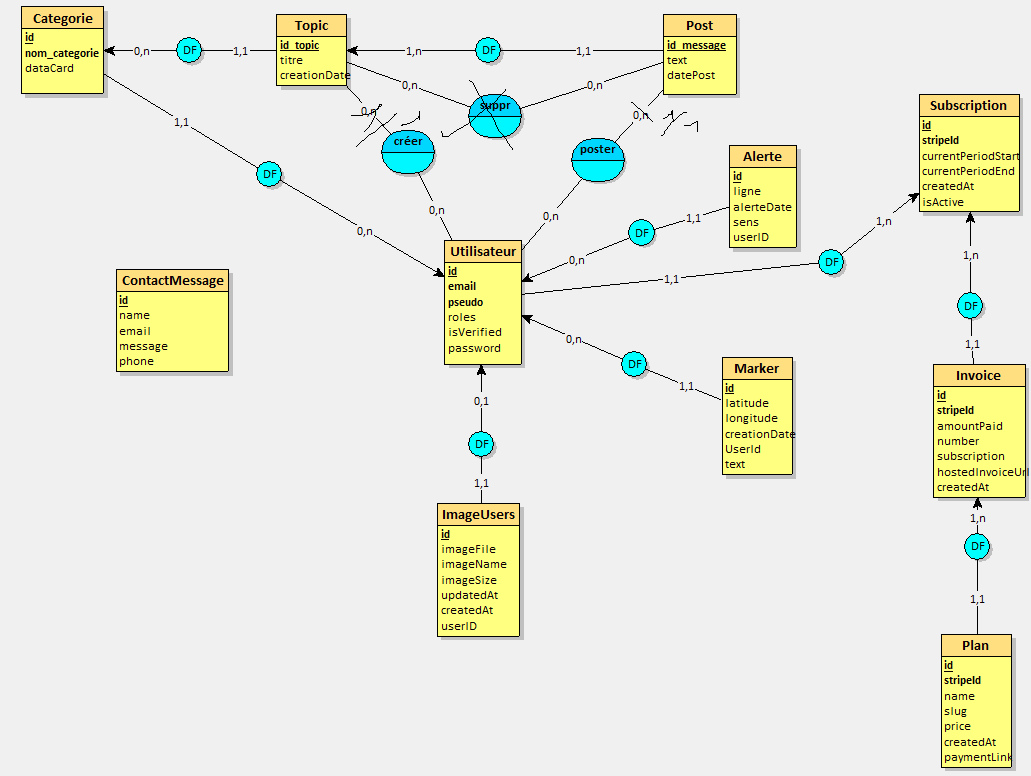 Categorie
id
nom_categorie
dataCard
0,n
DF
1,1
Topic
id_topic
titre
creationDate
1,n
DF
1,1
Post
id_message
text
datePost
0,n
suppr
0,n
0,n
créer
0,n
0,n
poster
0,n
1,1
DF
0,n
Subscription
id
stripeId
currentPeriodStart
currentPeriodEnd
createdAt
isActive
Alerte
id
ligne
alerteDate
sens
userID
1,1
DF
0,n
Utilisateur
id
email
pseudo
roles
isVerified
password
1,1
DF
1,n
ContactMessage
id
name
email
message
phone
1,n
DF
1,1
0,n
DF
1,1
Marker
id
latitude
longitude
creationDate
UserId
text
Invoice
id
stripeId
amountPaid
number
subscription
hostedInvoiceUrl
createdAt
0,1
DF
1,1
ImageUsers
id
imageFile
imageName
imageSize
updatedAt
createdAt
userID
1,n
DF
1,1
Plan
id
stripeId
name
slug
price
createdAt
paymentLink